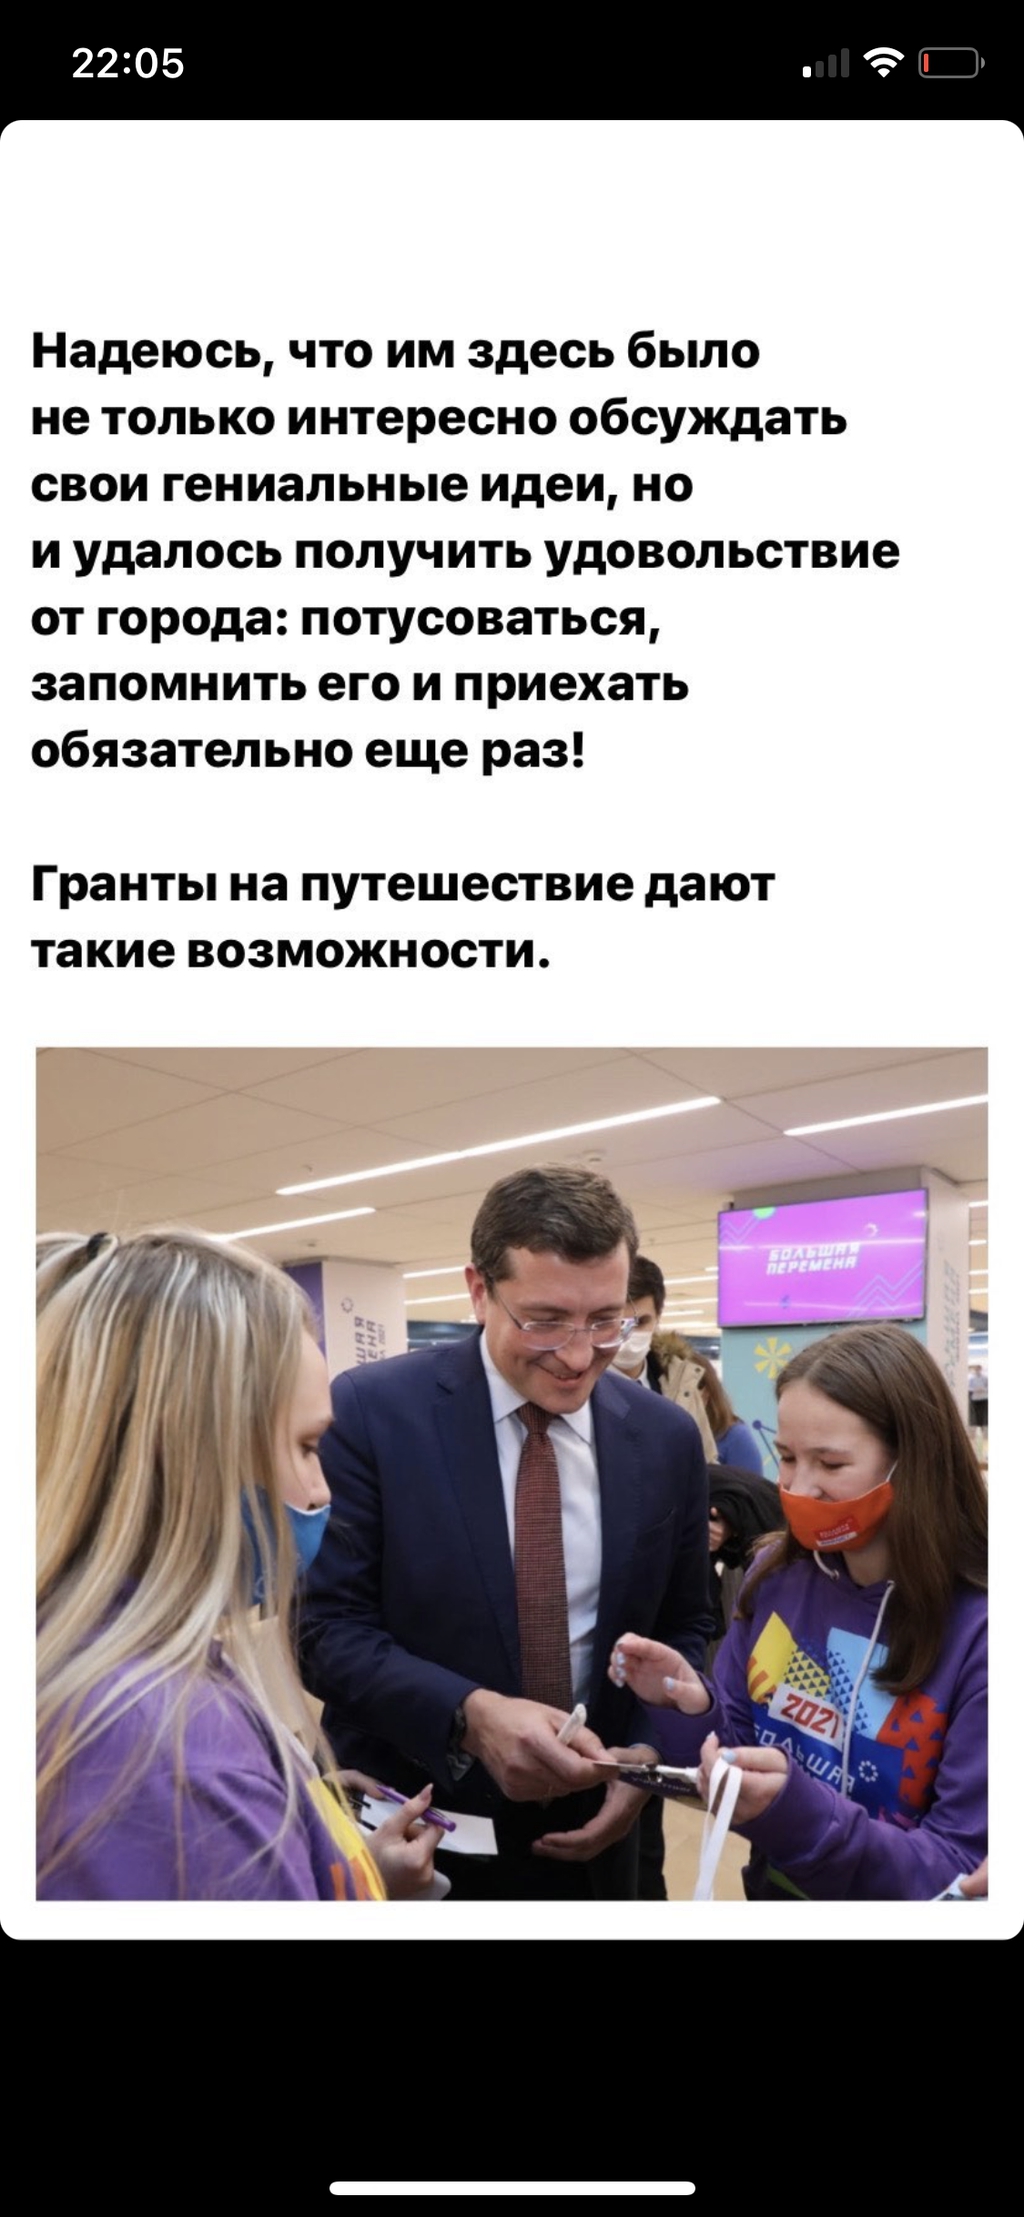 22:05
Надеюсь, что им здесь было
не только интересно обсуждать
свои гениальные идеи, но
и удалось получить удовольствие
от города: потусоваться,
запомнить его и приехать
обязательно еще раз!
Гранты на путешествие дают
такие возможности.
БОЛЬШАЯ
ПЕРЕМЕНА
2021
БОЛЬШАЯ